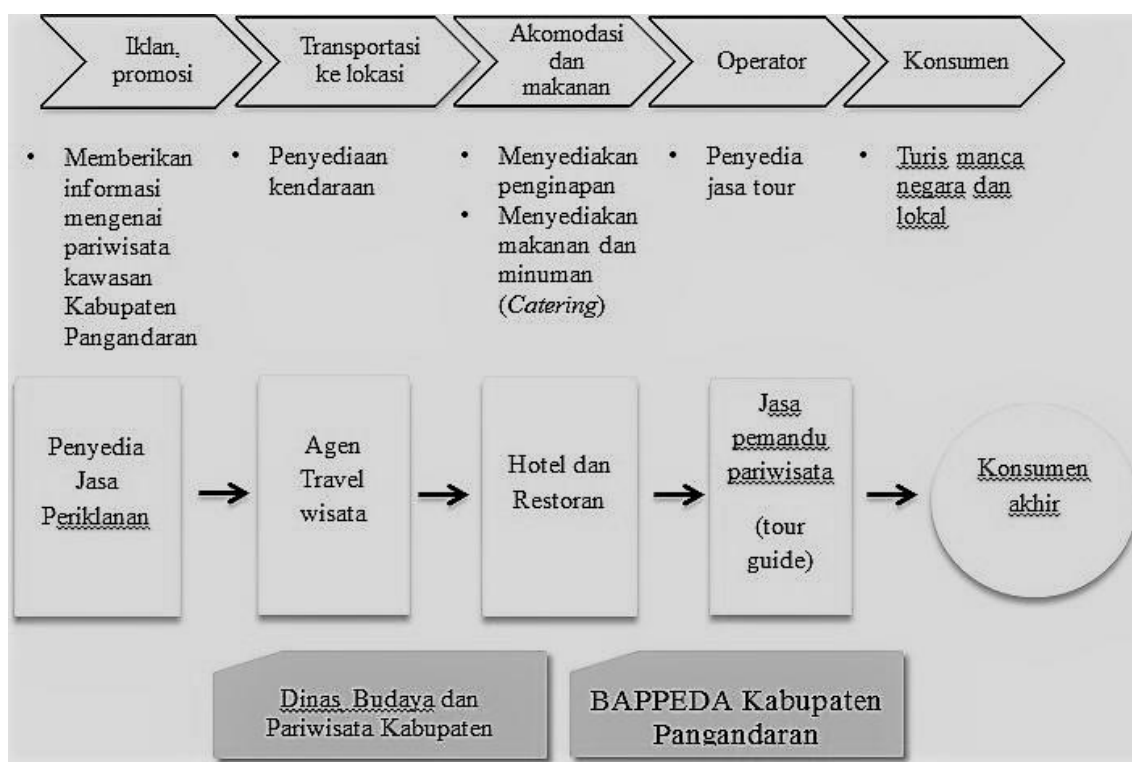 Iklan,
promosi
Transportasi
ke lokasi
Akomodasi
dan
makanan
Operator
Konsumen
• Memberikan
informasi
mengenai
pariwisata
kawasan
Kabupaten
Pangandaran
• Penyediaan
kendaraan
• Menyediakan
penginapan
• Menyediakan
makanan dan
minuman
(Catering)
• Penyedia
jasa tour
• Turis manca
negara dan
lokal
Penyedia
Jasa
Periklanan
Agen
Travel
wisata
Hotel dan
Restoran
Jasa
pemandu
pariwisata
(tour
guide)
Konsumen
akhir
Dinas Budaya dan
Pariwisata Kabupaten
BAPPEDA Kabupaten
Pangandaran